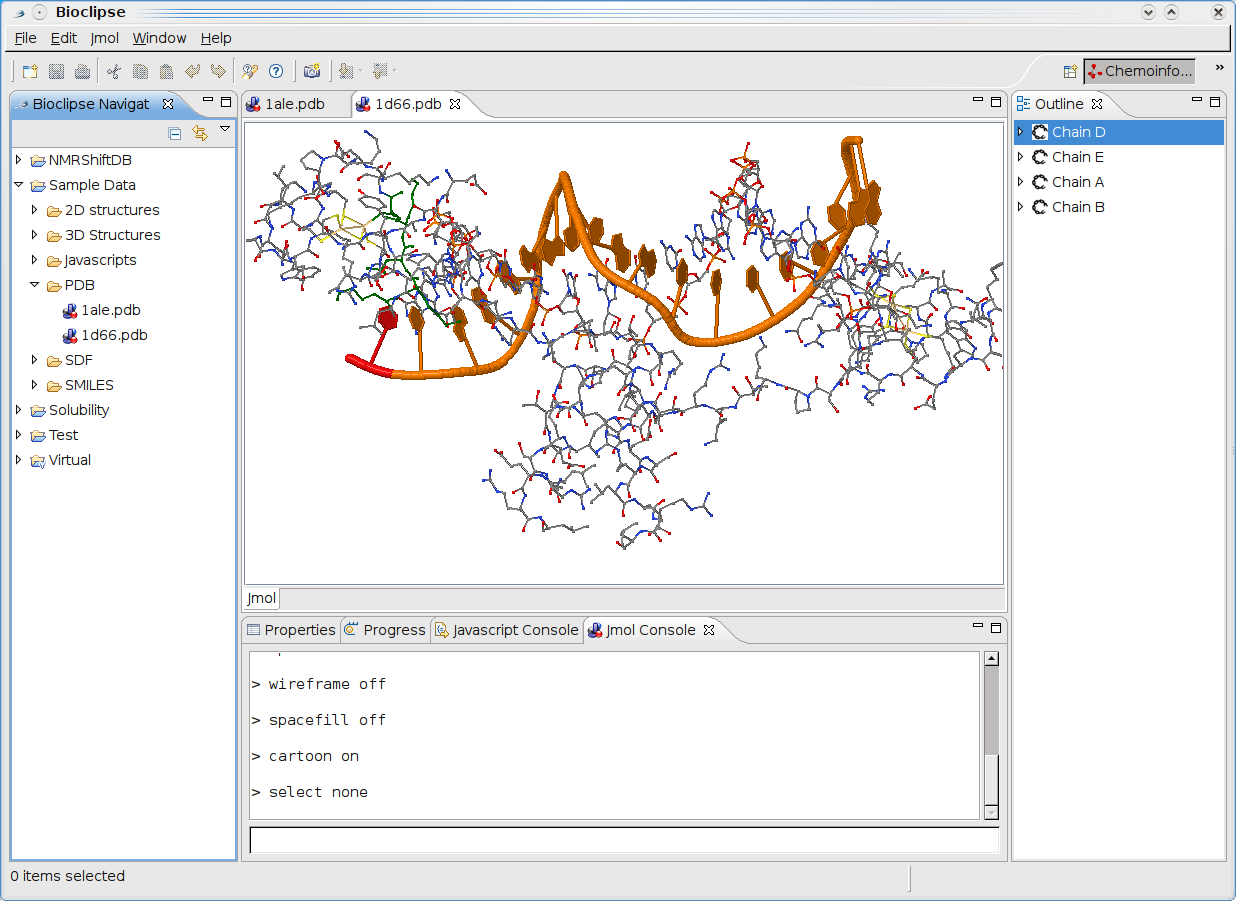 Bioclipse
File Edit Jmol Window Help
Chemoinfo... »
Bioclipse Navigat
NMRShiftDB
Sample Data
2D structures
3D Structures
Javascripts
PDB
1ale.pdb
1d66.pdb
SDF
SMILES
Solubility
Test
Virtual
1ale.pdb 1d66.pdb
Jmol
Properties Progress Javascript Console Jmol Console
> wireframe off
> spacefill off
> cartoon on
> select none
Outline
Chain D
Chain E
Chain A
Chain B
0 items selected